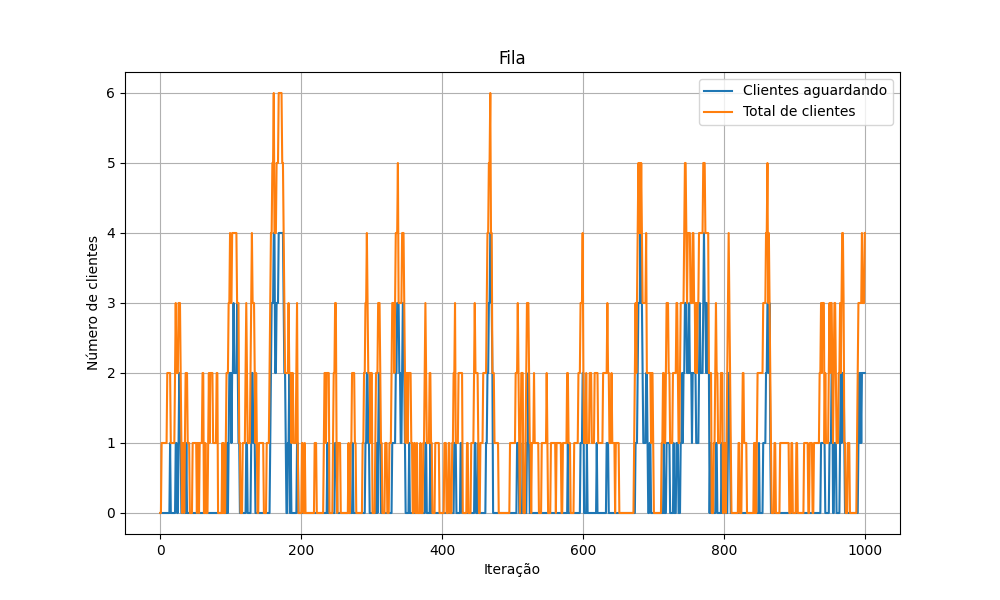 Fila
Clientes aguardando
Total de clientes
6
5
4
3
2
1
0
Número de clientes
0 200 400 600 800 1000
Iteração